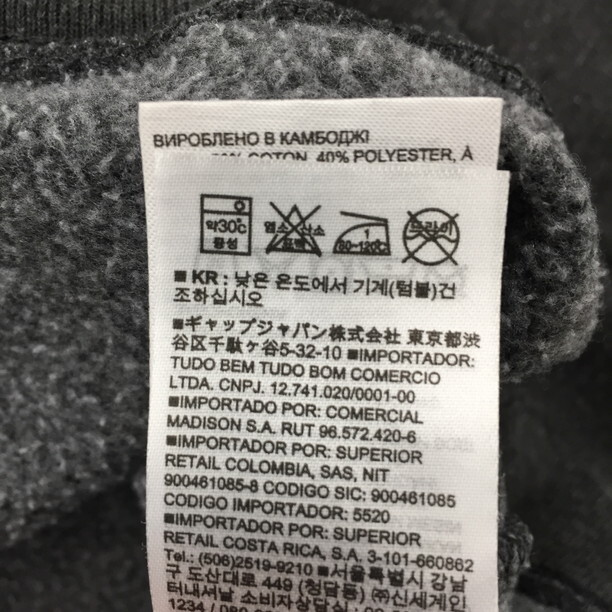 ВИРОБЛЕНО В КАМБОДЖІ
COTON, 40% POLYESTER, À
약30℃
중성
염소 산소
표백
1
80~120℃
드라이
■ KR : 낮은 온도에서 기계(텀블)건
조하십시오
■ギャップジャパン株式会社 東京都渋
谷区千駄ヶ谷5-32-10 ■IMPORTADOR:
TUDO BEM TUDO BOM COMERCIO
LTDA. CNPJ. 12.741.020/0001-00
■IMPORTADO POR: COMERCIAL
MADISON S.A. RUT 96.572.420-6
■IMPORTADOR POR: SUPERIOR
RETAIL COLOMBIA, SAS, NIT
900461085-8 CODIGO SIC: 900461085
CODIGO IMPORTADOR: 5520
■IMPORTADOR POR: SUPERIOR
RETAIL COSTA RICA, S.A. 3-101-660862
Tel.: (506)2519-9210 ■서울특별시 강남
구 도산대로 449 (청담동) ㈜신세계인
터내셔날 소비자상담실
1234 /